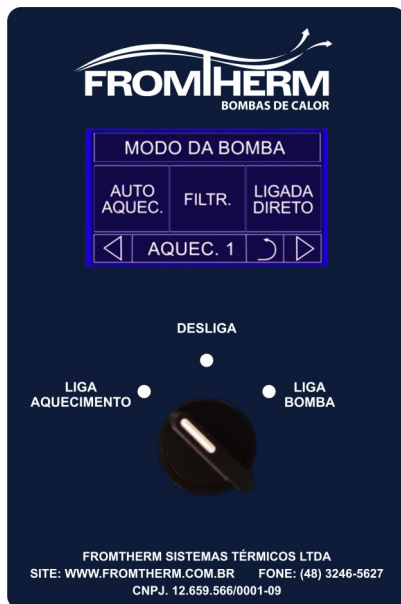 FROMTHERM
BOMBAS DE CALOR
MODO DA BOMBA
AUTO
AQUEC.
FILTR.
LIGADA
DIRETO
AQUEC. 1
DESLIGA
LIGA
AQUECIMENTO
LIGA
BOMBA
FROMTHERM SISTEMAS TÉRMICOS LTDA
SITE: WWW.FROMTHERM.COM.BR FONE: (48) 3246-5627
CNPJ. 12.659.566/0001-09